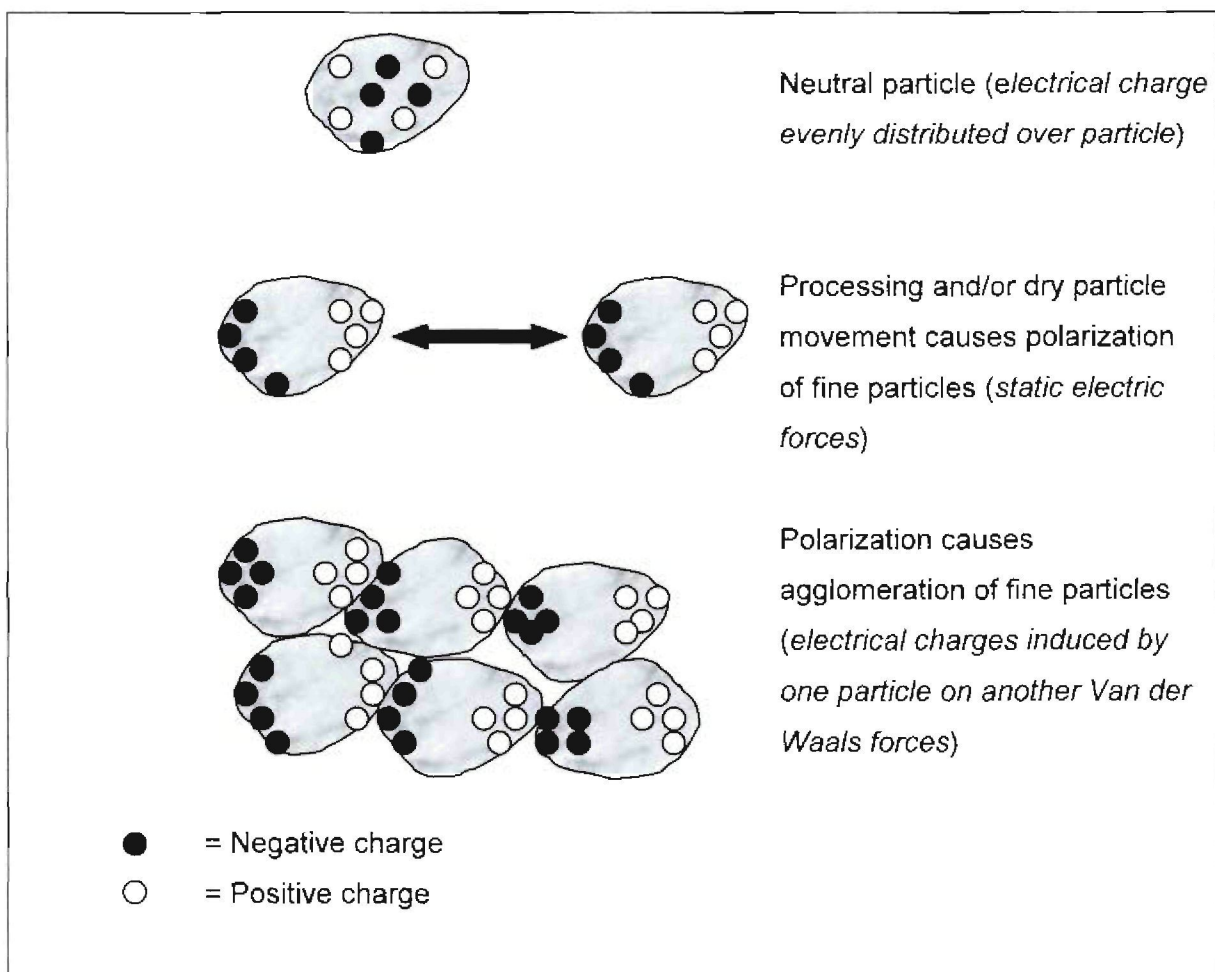 Neutral particle (electrical charge
evenly distributed over particle)
Processing and/or dry particle
movement causes polarization
of fine particles (static electric
forces)
Polarization causes
agglomeration of fine particles
(electrical charges induced by
one particle on another Van der
Waals forces)
= Negative charge
= Positive charge